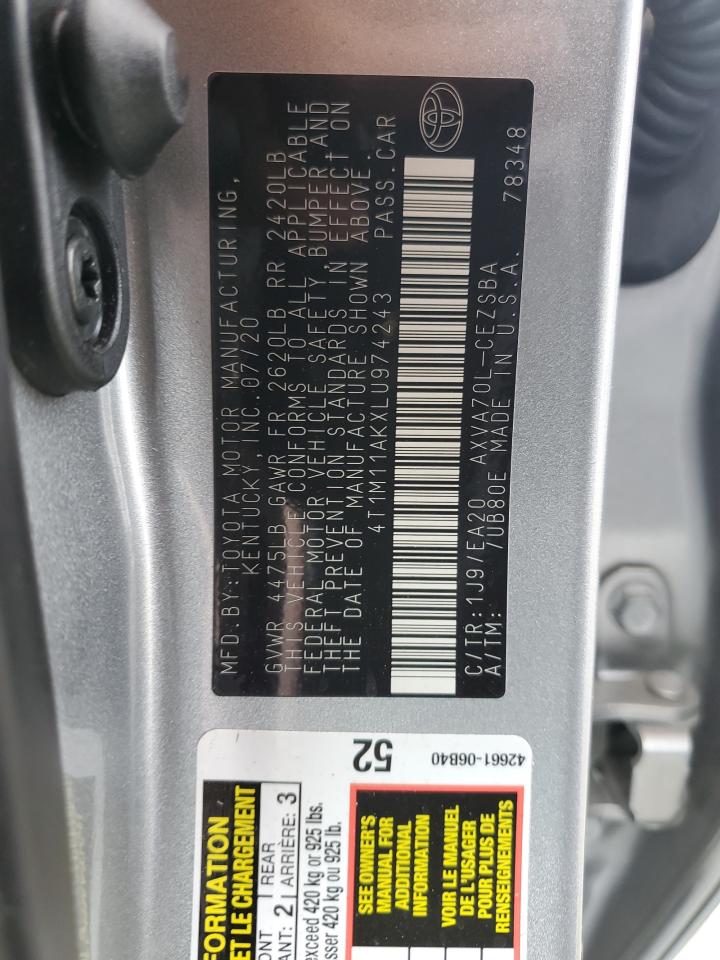 MFD.BY:TOYOTA MOTOR MANUFACTURING,
KENTUCKY,INC.07/20
GVWR 4475LB GAWR FR 2620LB RR 2420LB
THIS VEHICLE CONFORMS TO ALL APPLICABLE
FEDERAL MOTOR VEHICLE SAFETY,BUMPER,AND
THEFT PREVENTION STANDARDS IN EFFECT ON
THE DATE OF MANUFACTURE SHOWN ABOVE.
4T1M11AKXLU974243 PASS.CAR
C/TR:1J9/EA20 AXVA70L-CEZSBA
A/TM: 7UB80E MADE IN U.S.A. 78348
52
42661-06B40
FORMATION
ET LE CHARGEMENT
ONT 2 REAR 3
ANT: ARRIÈRE:
exceed 420 kg or 925 lbs.
sser 420 kg ou 925 lb.
SEE OWNER'S
MANUAL FOR
ADDITIONAL
INFORMATION
VOIR LE MANUEL
DE L'USAGER
POUR PLUS DE
RENSEIGNEMENTS